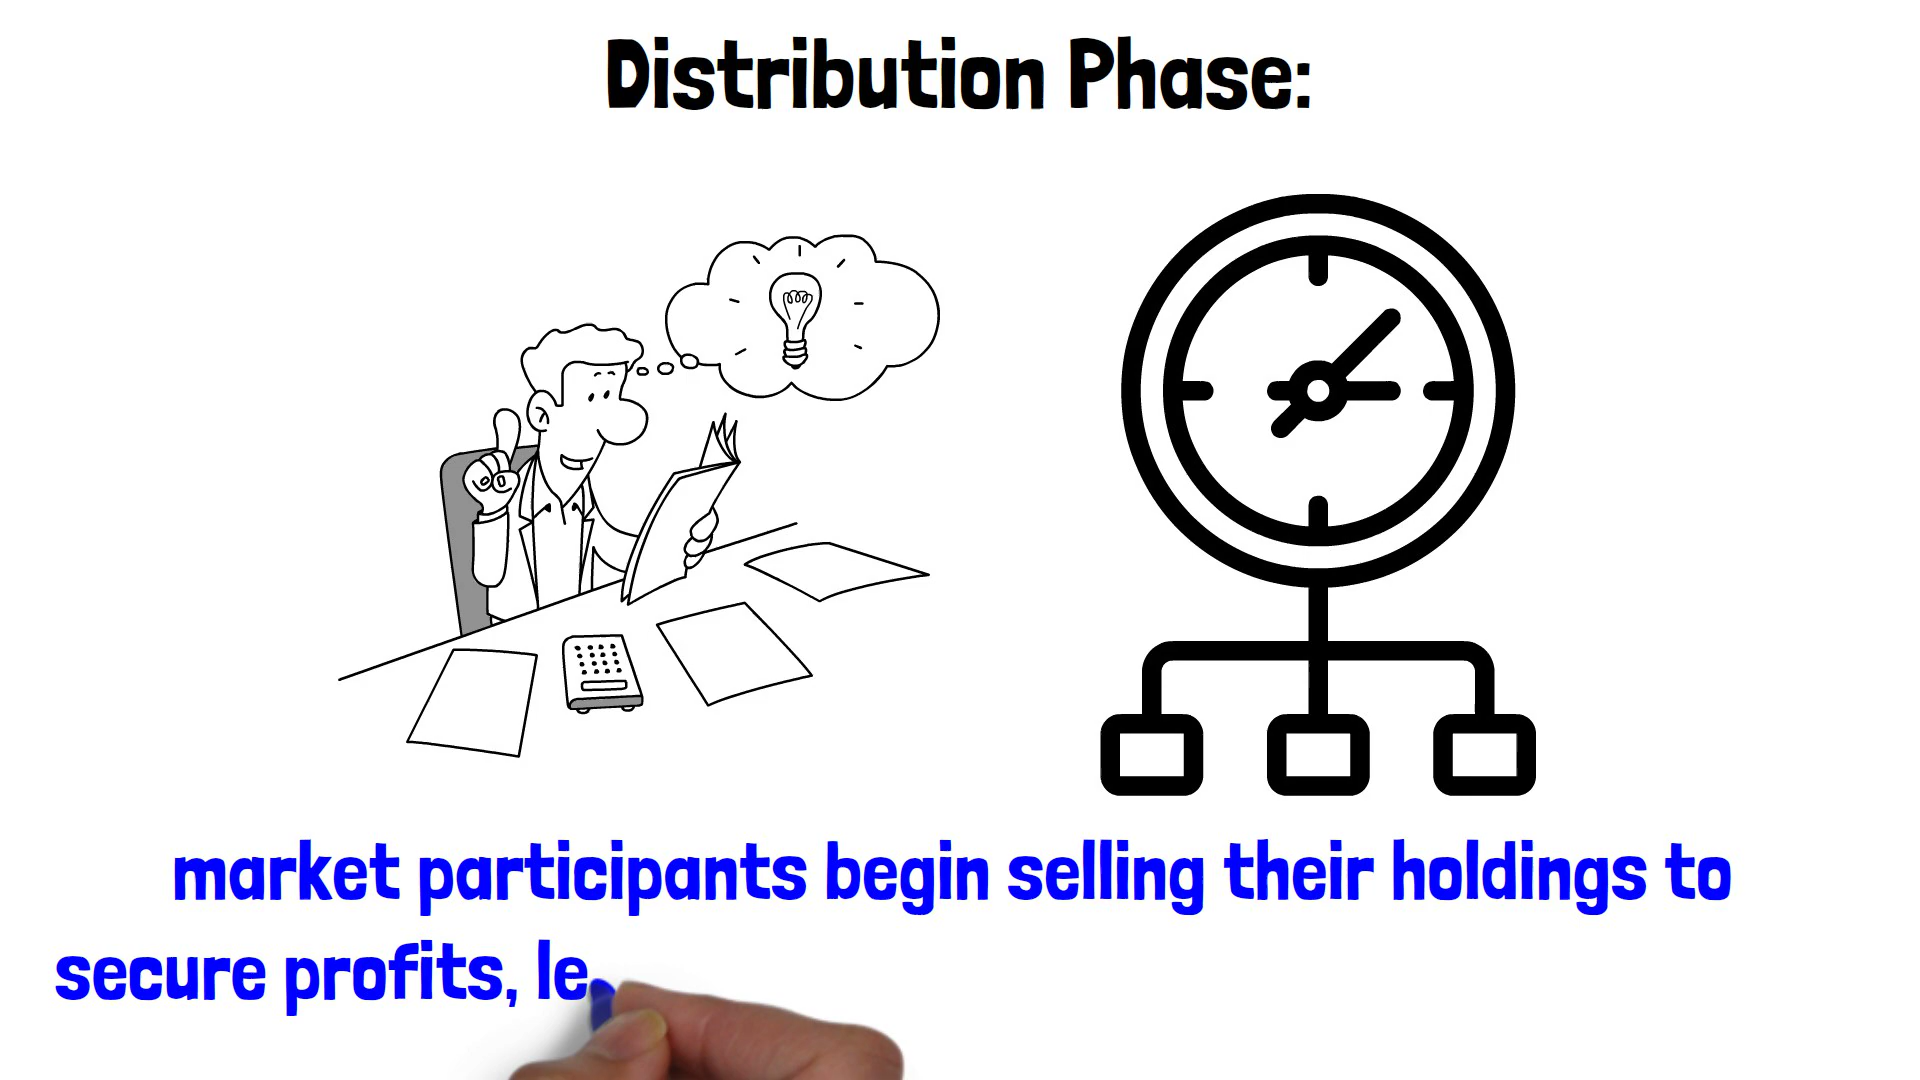 Distribution Phase:
market participants begin selling their holdings to
secure profits, le